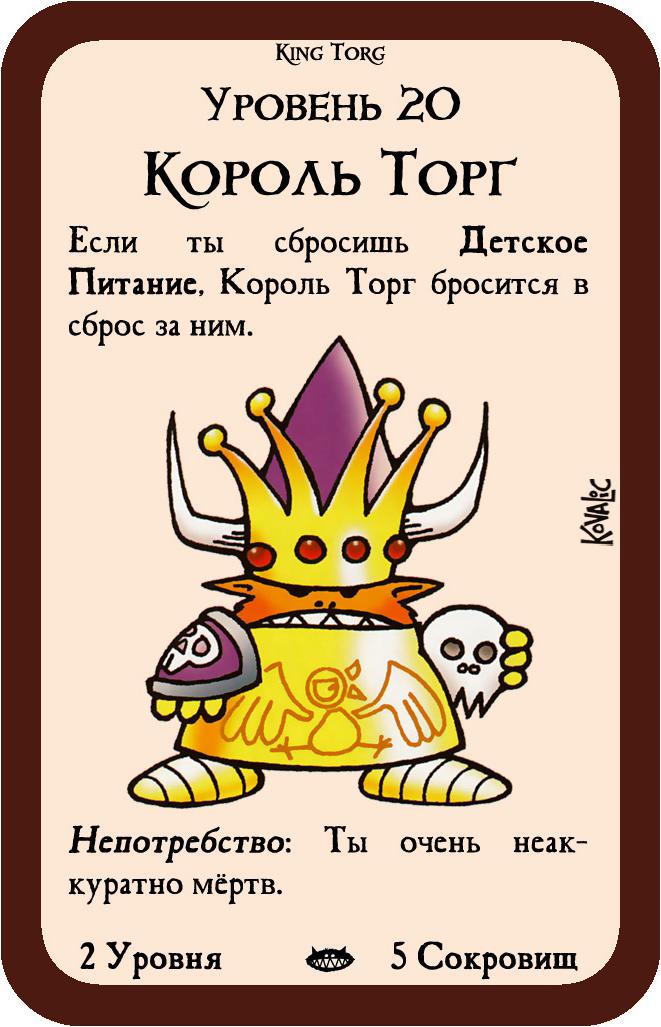 King Torg
Уровень 20
Король Торг
Если ты сбросишь Детское
Питание, Король Торг бросится в
сброс за ним.
Kovalic
Непотребство: Ты очень неак-
куратно мёртв.
2 Уровня 5 Сокровищ